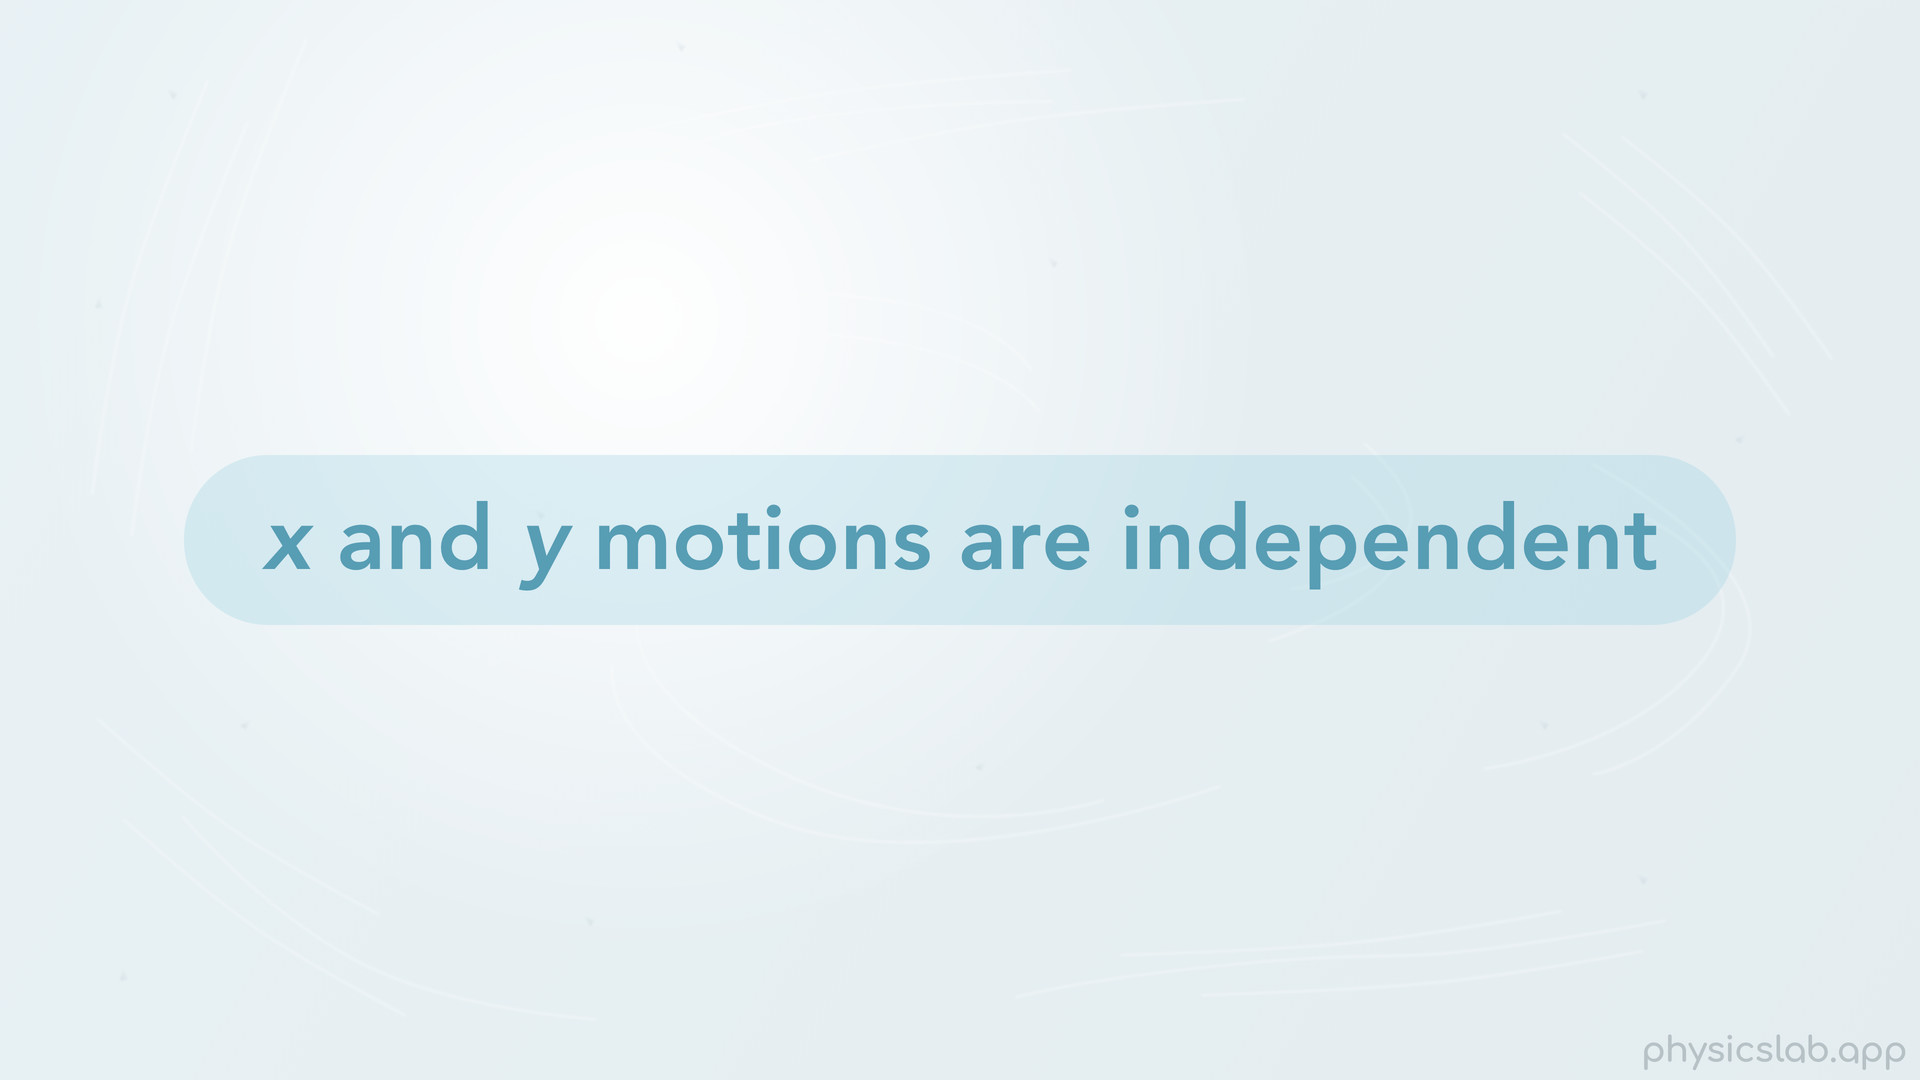 x and y motions are independent
physicslab.app